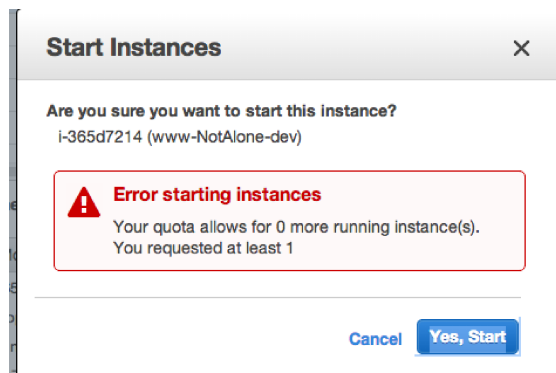 Start Instances
Are you sure you want to start this instance?
i-365d7214 (www-NotAlone-dev)
Error starting instances
Your quota allows for 0 more running instance(s).
You requested at least 1
Cancel
Yes, Start